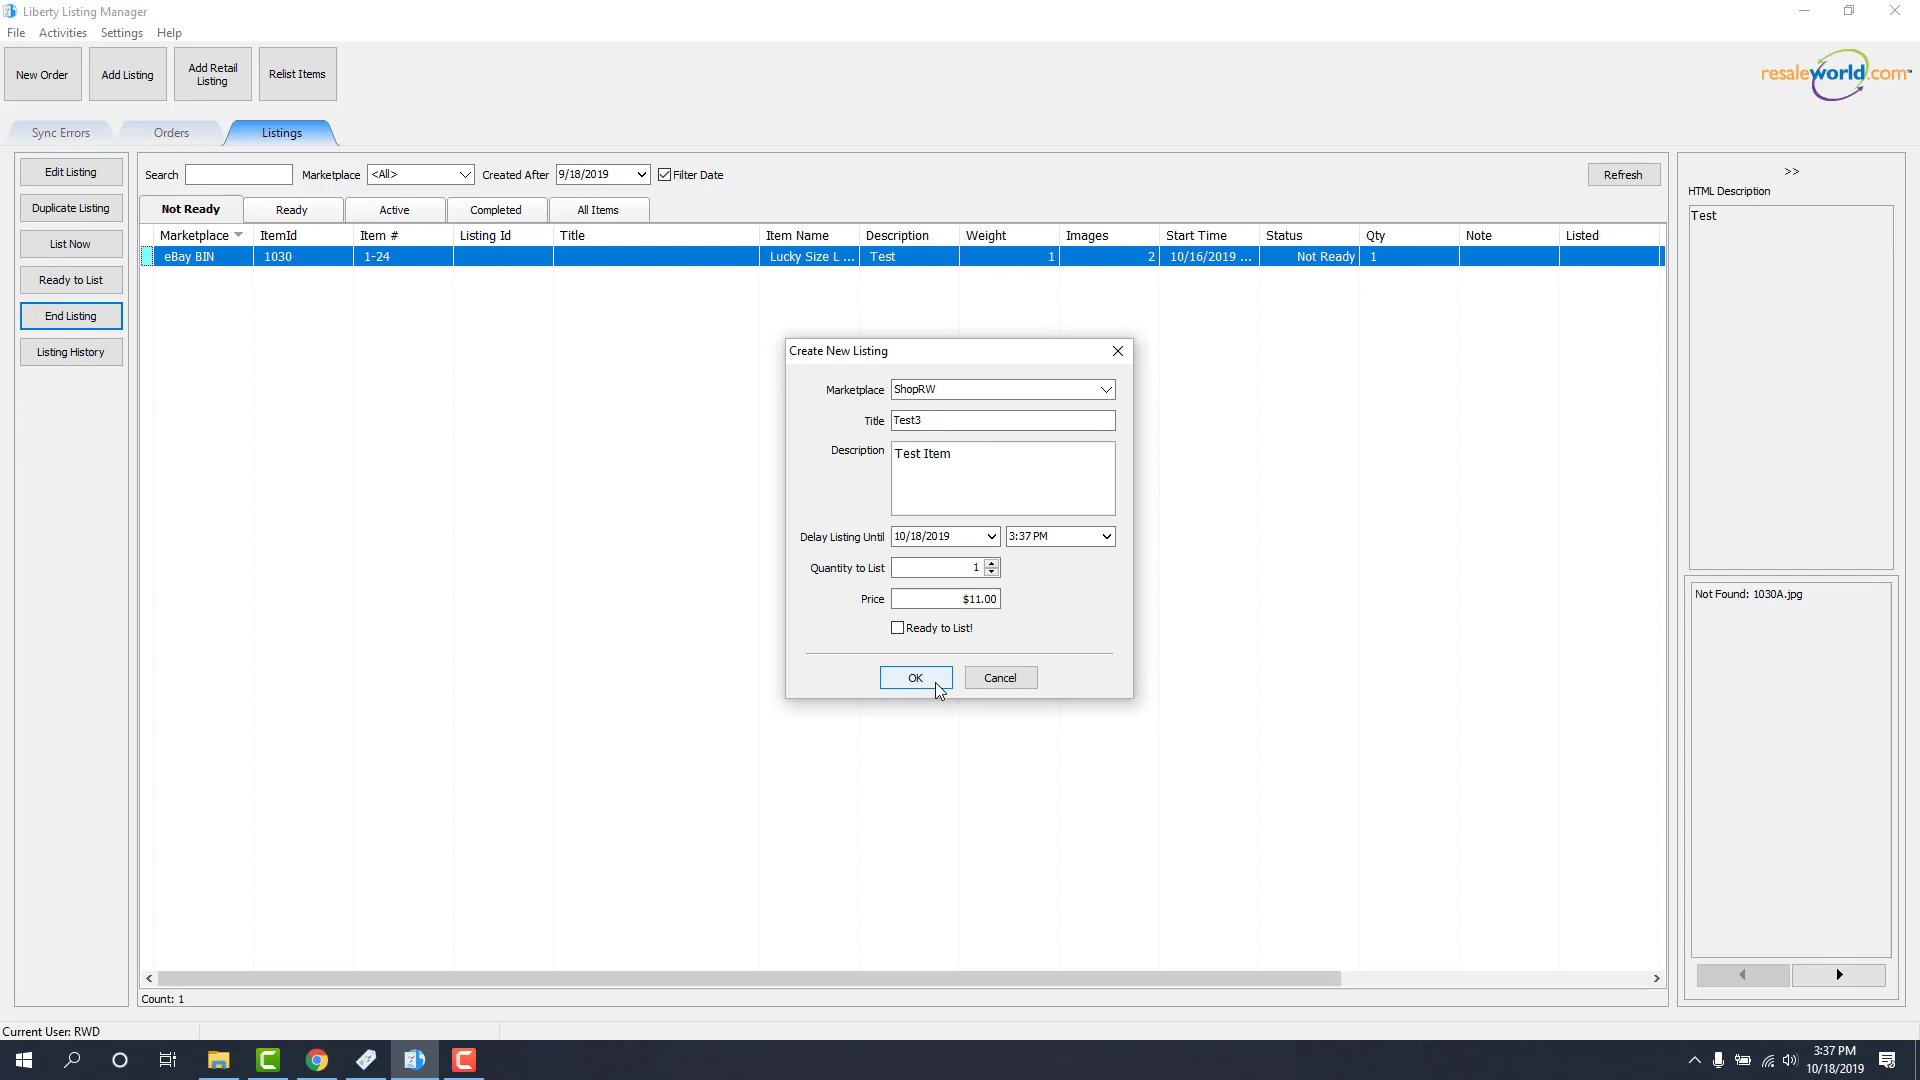 Liberty Listing Manager
File Activities Settings Help
New Order
Add Listing
Add Retail
Listing
Relist Items
resaleworld.com™
Sync Errors
Orders
Listings
Edit Listing
Duplicate Listing
List Now
Ready to List
End Listing
Listing History
Search
Marketplace <All>
Created After 9/18/2019
Filter Date
Refresh
Not Ready
Ready
Active
Completed
All Items
Marketplace ItemId Item # Listing Id Title Item Name Description Weight Images Start Time Status Qty Note Listed
eBay BIN 1030 1-24 Lucky Size L ... Test 1 2 10/16/2019 ... Not Ready 1
Create New Listing
Marketplace ShopRW
Title Test3
Description Test Item
Delay Listing Until 10/18/2019 3:37 PM
Quantity to List 1
Price $11.00
Ready to List!
OK
Cancel
>>
HTML Description
Test
Not Found: 1030A.jpg
Count: 1
Current User: RWD
3:37 PM
10/18/2019